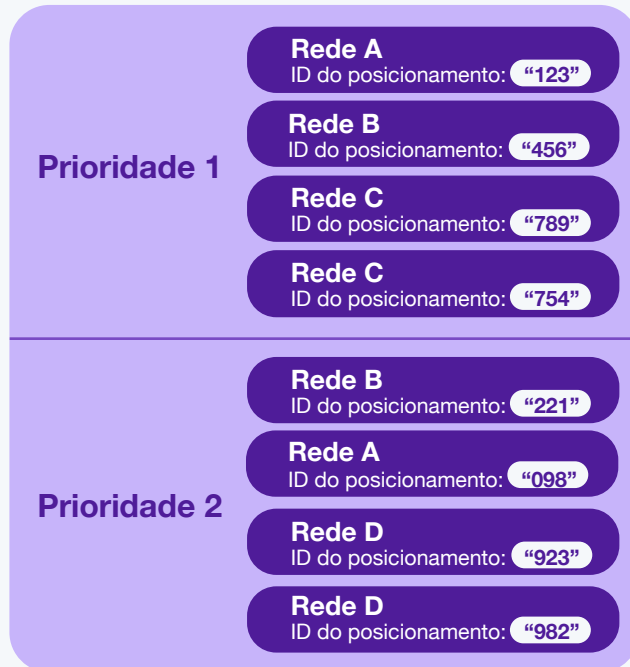 Prioridade 1
Rede A
ID do posicionamento: “123”
Rede B
ID do posicionamento: “456”
Rede C
ID do posicionamento: “789”
Rede C
ID do posicionamento: “754”
Prioridade 2
Rede B
ID do posicionamento: “221”
Rede A
ID do posicionamento: “098”
Rede D
ID do posicionamento: “923”
Rede D
ID do posicionamento: “982”